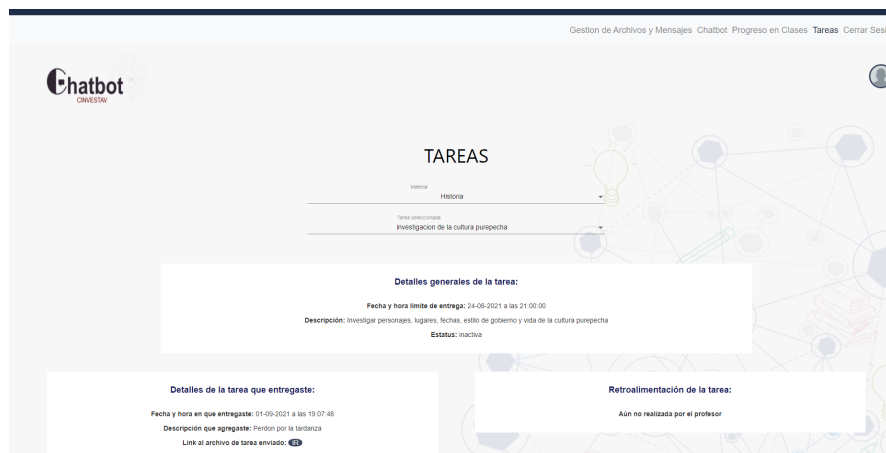 Gestion de Archivos y Mensajes Chatbot Progreso en Clases Tareas Cerrar Sesi
Chatbot
CINVESTAV
TAREAS
Materia
Historia
Tarea seleccionada
investigacion de la cultura purepecha
Detalles generales de la tarea:
Fecha y hora limite de entrega: 24-08-2021 a las 21:00:00
Descripción: Investigar personajes, lugares, fechas, estilo de gobierno y vida de la cultura purepecha
Estatus: inactiva
Detalles de la tarea que entregaste:
Fecha y hora en que entregaste: 01-09-2021 a las 19:07:48
Descripción que agregaste: Perdon por la tardanza
Link al archivo de tarea enviado: IR
Retroalimentación de la tarea:
Aún no realizada por el profesor